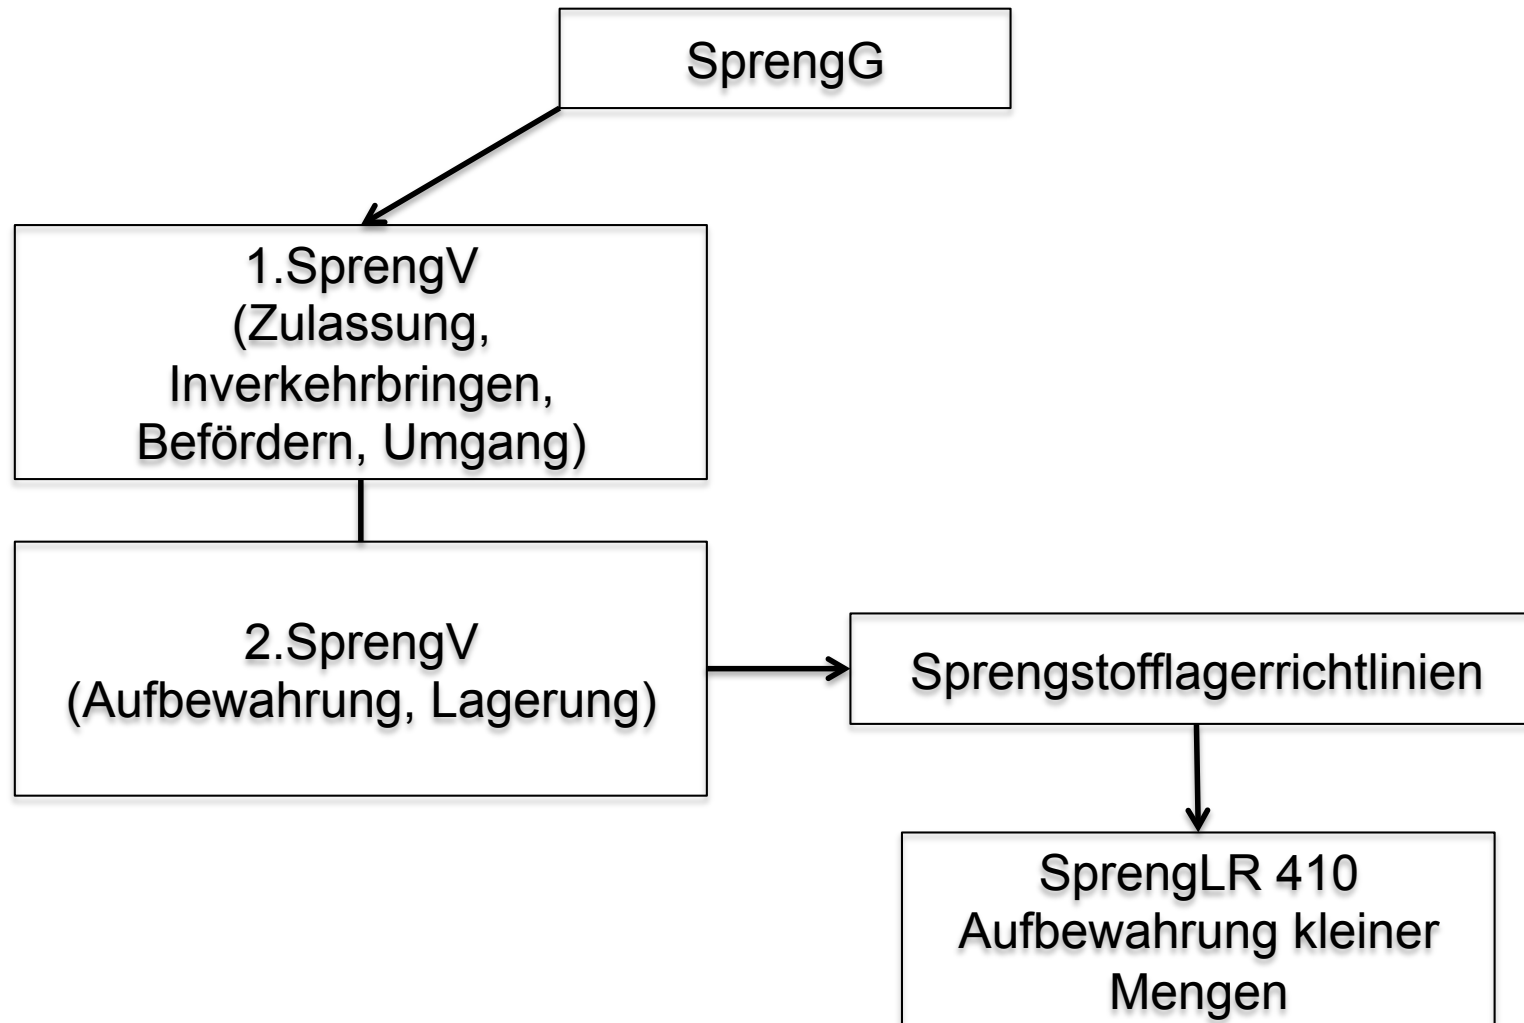 SprengG
1.SprengV
(Zulassung,
Inverkehrbringen,
Befördern, Umgang)
2.SprengV
(Aufbewahrung, Lagerung)
Sprengstofflagerrichtlinien
SprengLR 410
Aufbewahrung kleiner
Mengen